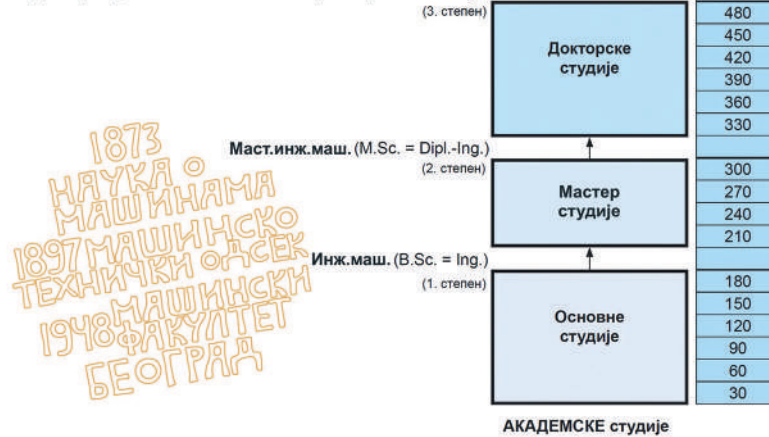 (3. степен)
Докторске
студије
480
450
420
390
360
330
Маст.инж.маш. (M.Sc. = Dipl.-Ing.)
(2. степен)
Мастер
студије
300
270
240
210
Инж.маш. (B.Sc. = Ing.)
(1. степен)
Основне
студије
180
150
120
90
60
30
АКАДЕМСКЕ студије
1873
НАУКА О
МАШИНАМА
1897 МАШИНСКО
ТЕХНИЧКИ ОДСЕК
МАШИНСКИ
1948 ФАКУЛТЕТ
БЕОГРАД